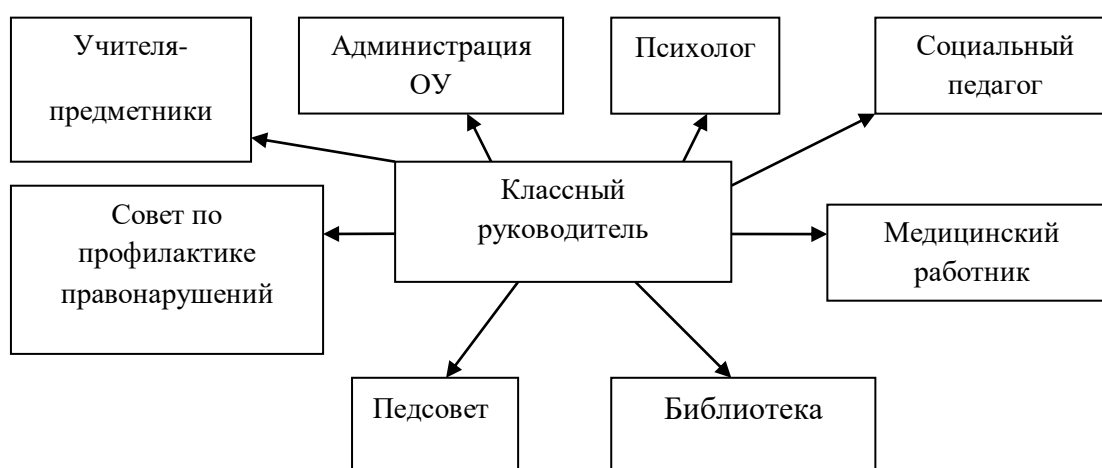 Учителя-
предметники
Администрация
ОУ
Психолог
Социальный
педагог
Классный
руководитель
Совет по
профилактике
правонарушений
Медицинский
работник
Педсовет
Библиотека